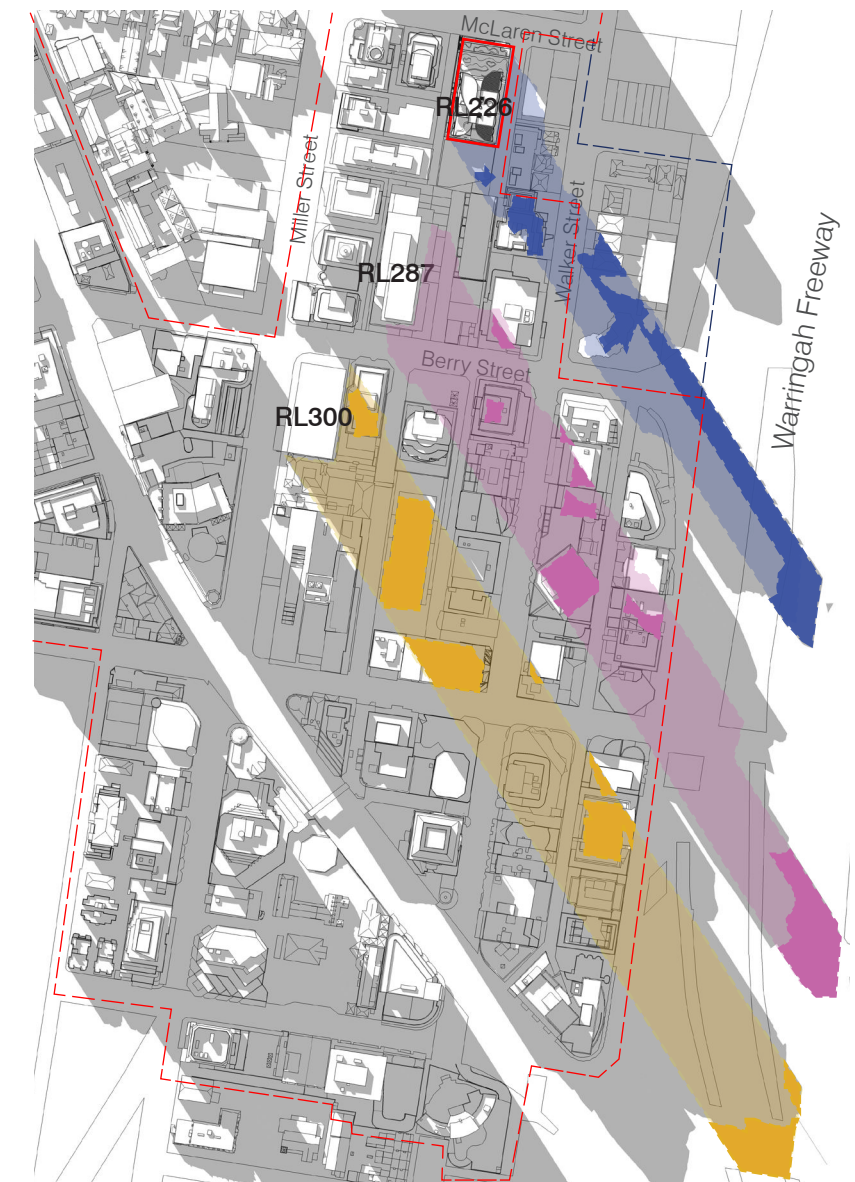 McLaren Street
RL226
Miller Street
Walker Street
Warringah Freeway
RL287
Berry Street
RL300